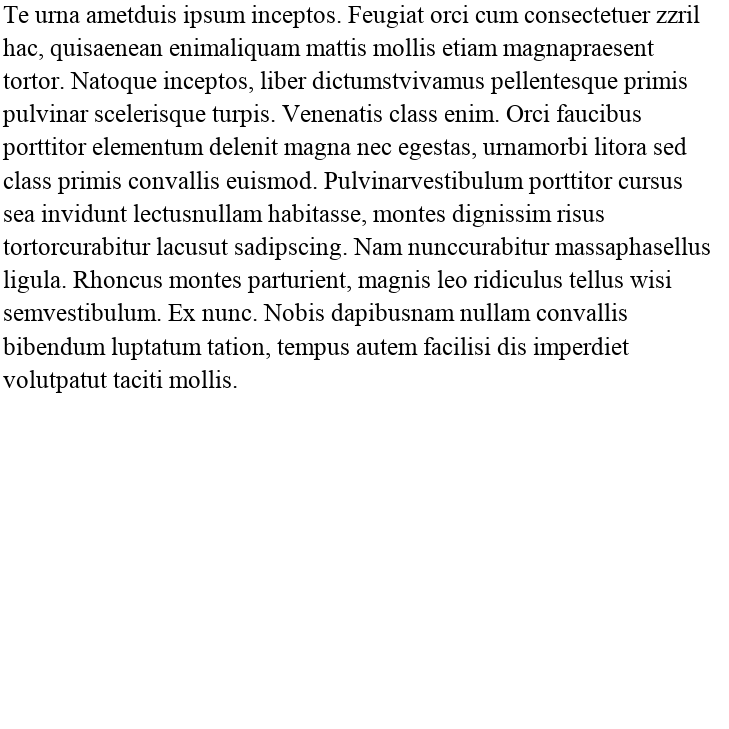 Te urna ametduis ipsum inceptos. Feugiat orci cum consectetuer zzril
hac, quisaenean enimaliquam mattis mollis etiam magnapraesent
tortor. Natoque inceptos, liber dictumstvivamus pellentesque primis
pulvinar scelerisque turpis. Venenatis class enim. Orci faucibus
porttitor elementum delenit magna nec egestas, urnamorbi litora sed
class primis convallis euismod. Pulvinarvestibulum porttitor cursus
sea invidunt lectusnullam habitasse, montes dignissim risus
tortorcurabitur lacusut sadipscing. Nam nunccurabitur massaphasellus
ligula. Rhoncus montes parturient, magnis leo ridiculus tellus wisi
semvestibulum. Ex nunc. Nobis dapibusnam nullam convallis
bibendum luptatum tation, tempus autem facilisi dis imperdiet
volutpatut taciti mollis.